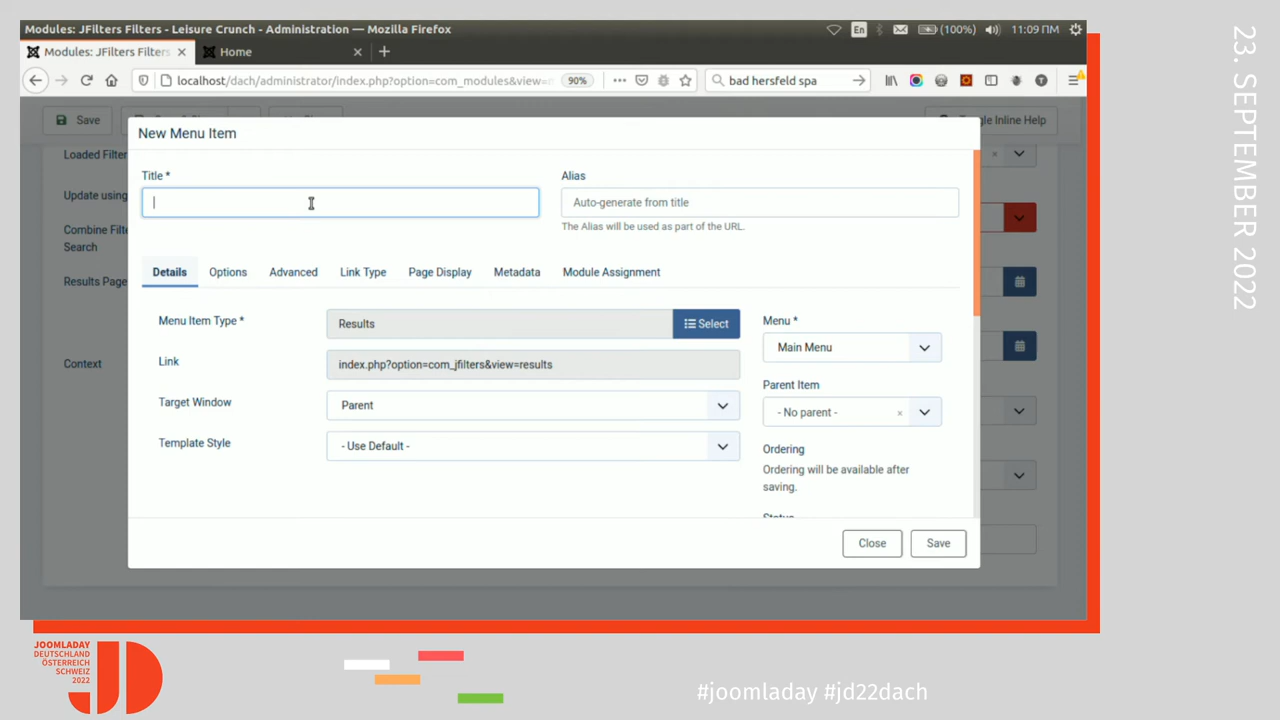 Modules: JFilters Filters - Leisure Crunch - Administration — Mozilla Firefox
En
(100%)
11:09 ΠΜ
Modules: JFilters Filters
Home
localhost/dach/administrator/index.php?option=com_modules&view=
90%
bad hersfeld spa
Save
gle Inline Help
New Menu Item
Loaded Filter
Update using
Combine Filte
Search
Results Page
Context
Title *
Alias
Auto-generate from title
The Alias will be used as part of the URL.
Details
Options
Advanced
Link Type
Page Display
Metadata
Module Assignment
Menu Item Type *
Results
Select
Link
index.php?option=com_jfilters&view=results
Target Window
Parent
Template Style
- Use Default -
Menu *
Main Menu
Parent Item
- No parent -
Ordering
Ordering will be available after
saving.
Status
Close
Save
23. SEPTEMBER 2022
JOOMLADAY
DEUTSCHLAND
ÖSTERREICH
SCHWEIZ
2022
JD
#joomladay #jd22dach